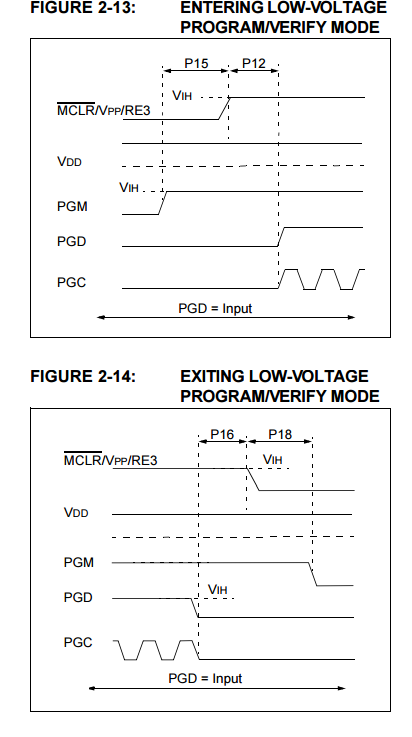 FIGURE 2-13: ENTERING LOW-VOLTAGE
PROGRAM/VERIFY MODE
P15 P12
VIH
MCLR/VPP/RE3
VDD
VIH
PGM
PGD
PGC
PGD = Input
FIGURE 2-14: EXITING LOW-VOLTAGE
PROGRAM/VERIFY MODE
P16 P18
MCLR/VPP/RE3 VIH
VDD
PGM
VIH
PGD
PGC
PGD = Input